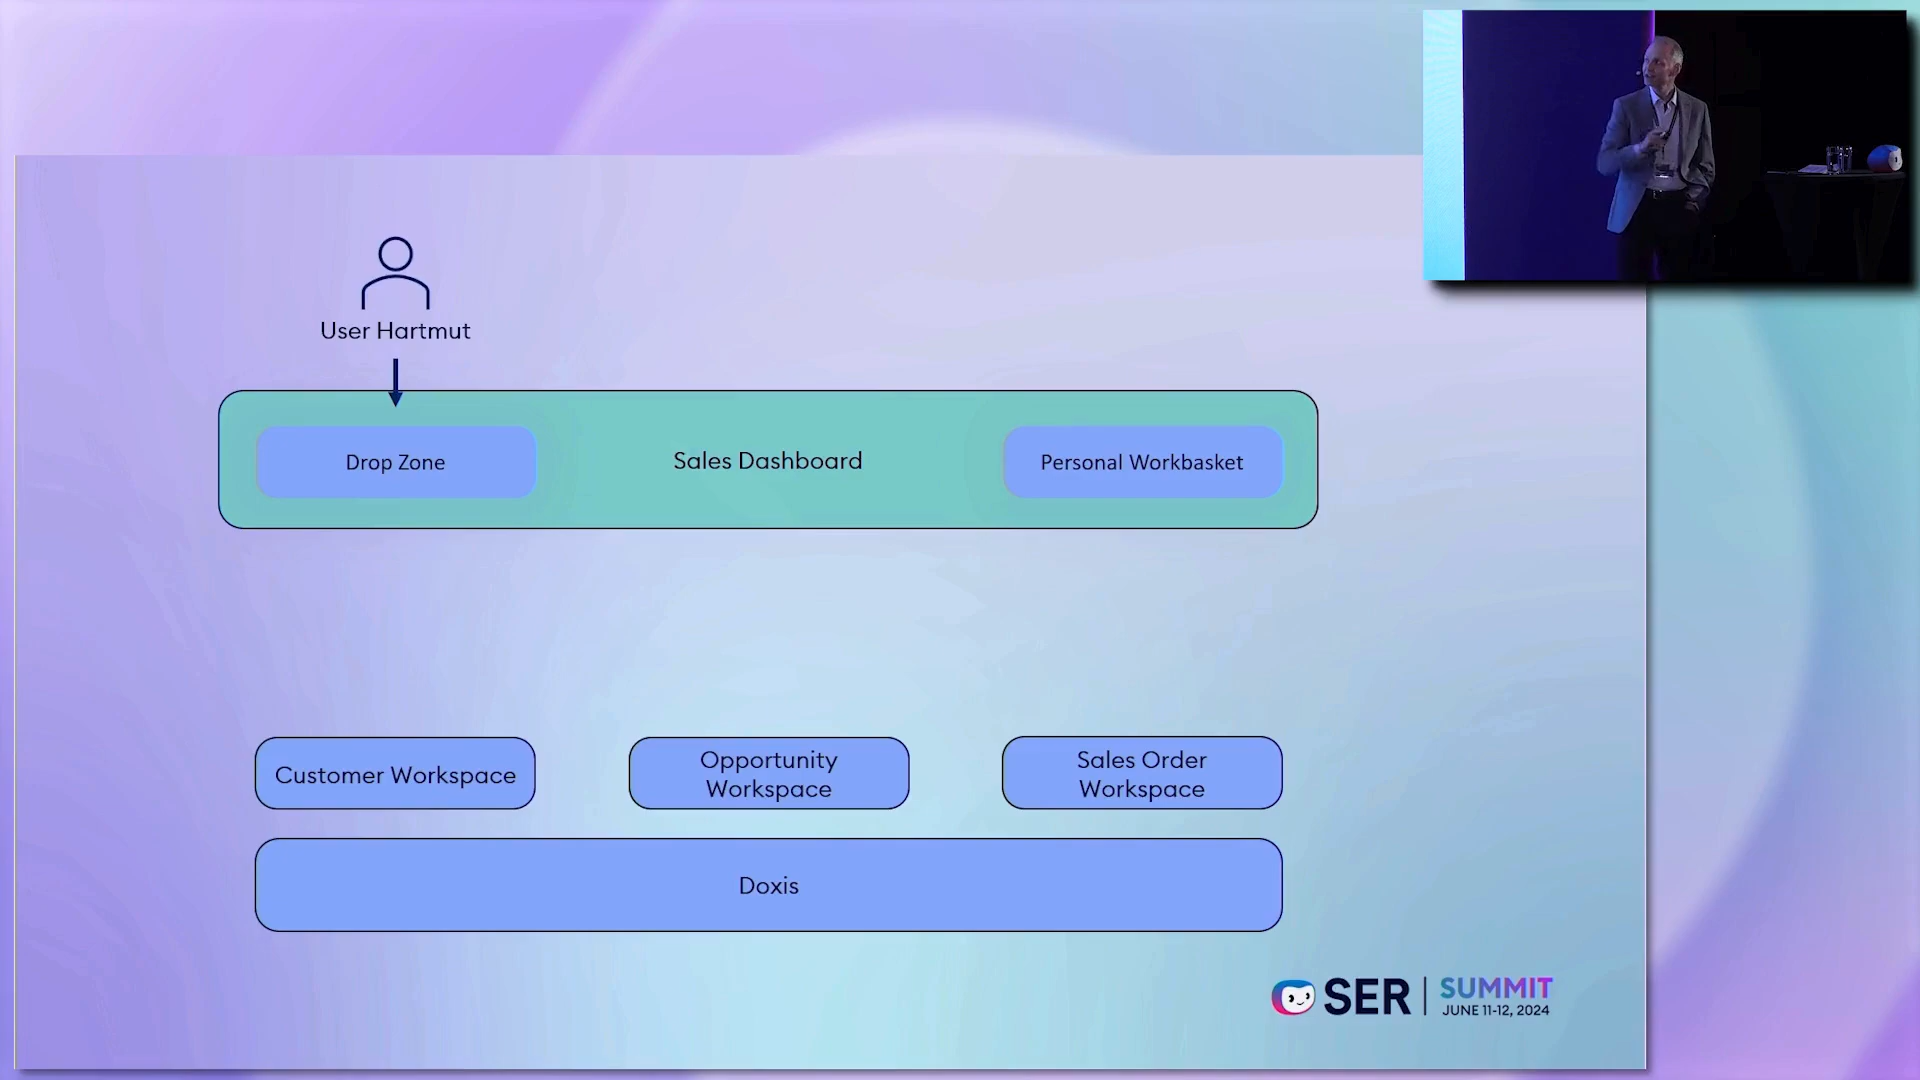 User Hartmut
Drop Zone
Sales Dashboard
Personal Workbasket
Customer Workspace
Opportunity
Workspace
Sales Order
Workspace
Doxis
SER
SUMMIT
JUNE 11-12, 2024